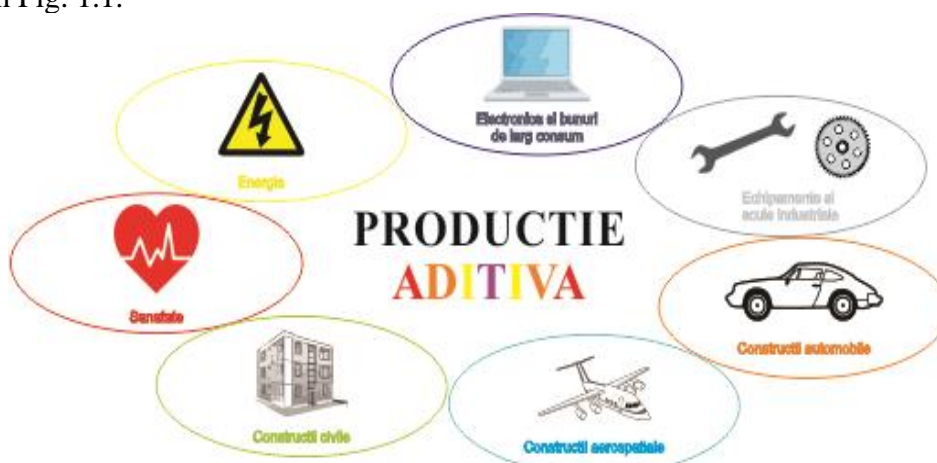 Fig. 1.1.
Electronica si bunuri
de larg consum
Energie
Echipamente si
scule industriale
PRODUCTIE
ADITIVA
Sanatate
Constructii automobile
Constructii civile
Constructii aerospatiale